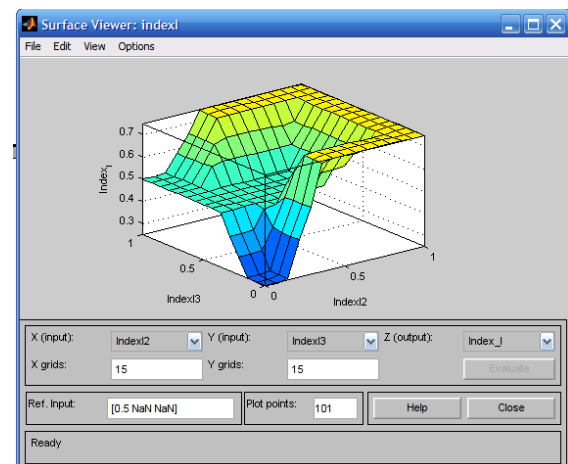 Surface Viewer: indexI
File Edit View Options
0.7
0.6
0.5
0.4
0.3
Index_I
1
0.5
0
IndexI3
0
0.5
1
IndexI2
X (input): IndexI2 Y (input): IndexI3 Z (output): Index_I
X grids: 15 Y grids: 15 Evaluate
Ref. Input: [0.5 NaN NaN] Plot points: 101 Help Close
Ready